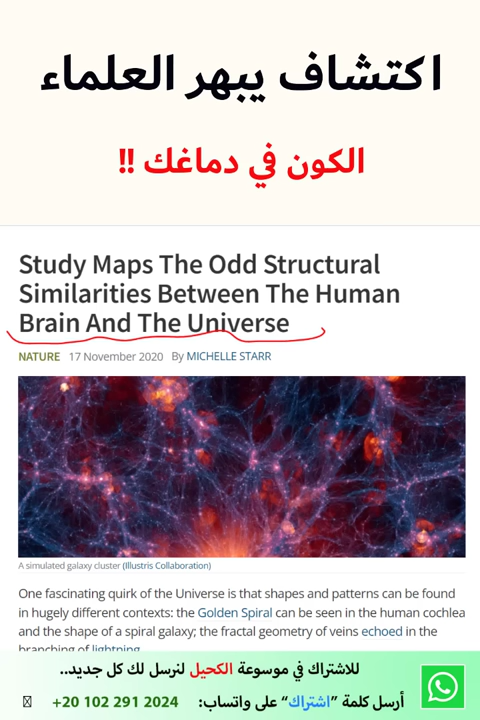 اكتشاف يبهر العلماء
الكون في دماغك !!
Study Maps The Odd Structural
Similarities Between The Human
Brain And The Universe
NATURE 17 November 2020 By MICHELLE STARR
A simulated galaxy cluster (Illustris Collaboration)
One fascinating quirk of the Universe is that shapes and patterns can be found
in hugely different contexts: the Golden Spiral can be seen in the human cochlea
and the shape of a spiral galaxy; the fractal geometry of veins echoed in the
branching of lightning.
للاشتراك في موسوعة الكحيل لنرسل لك كل جديد..
أرسل كلمة "اشتراك" على واتساب: +20 102 291 2024